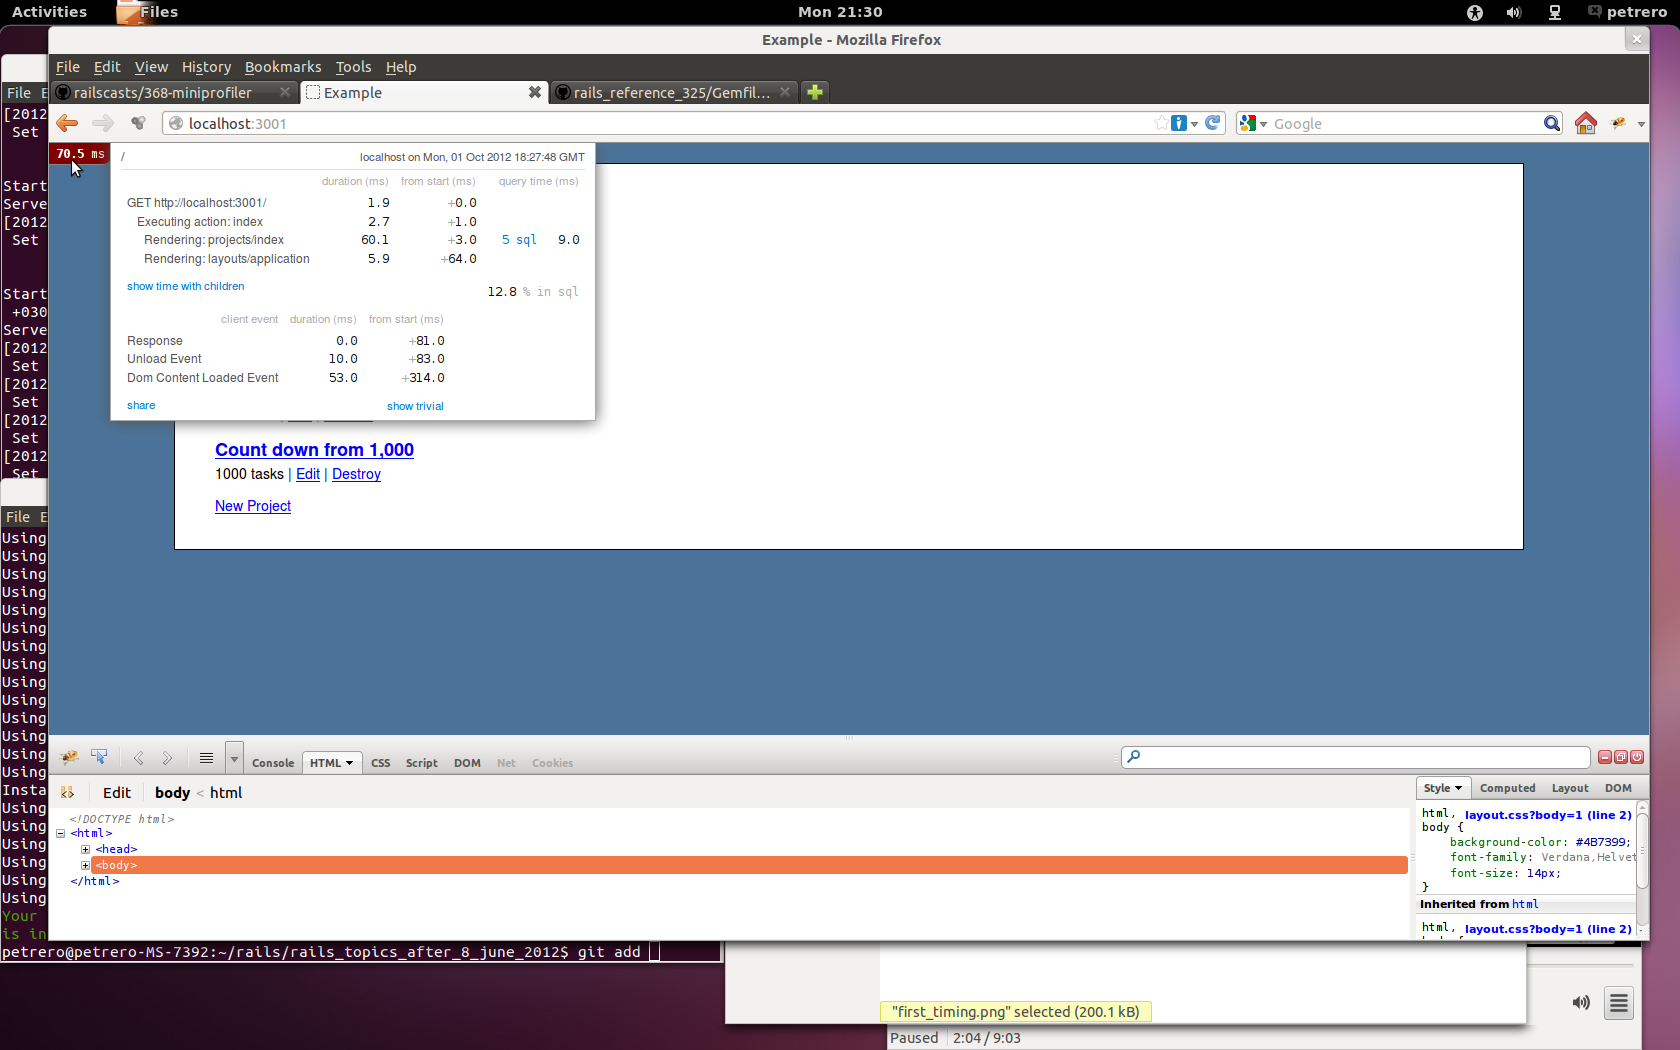 Activities Files Mon 21:30 petrero
Example - Mozilla Firefox
File Edit View History Bookmarks Tools Help
railscasts/368-miniprofiler Example rails_reference_325/Gemfil...
localhost:3001 Google
70.5 ms
/ localhost on Mon, 01 Oct 2012 18:27:48 GMT
duration (ms) from start (ms) query time (ms)
GET http://localhost:3001/ 1.9 +0.0
Executing action: index 2.7 +1.0
Rendering: projects/index 60.1 +3.0 5 sql 9.0
Rendering: layouts/application 5.9 +64.0
show time with children
12.8 % in sql
client event duration (ms) from start (ms)
Response 0.0 +81.0
Unload Event 10.0 +83.0
Dom Content Loaded Event 53.0 +314.0
share show trivial
Count down from 1,000
1000 tasks | Edit | Destroy
New Project
Console HTML CSS Script DOM Net Cookies
Edit body < html
<!DOCTYPE html>
<html>
<head>
<body>
</html>
Style Computed Layout DOM
html, layout.css?body=1 (line 2)
body {
background-color: #4B7399;
font-family: Verdana,Helvet
font-size: 14px;
}
Inherited from html
html, layout.css?body=1 (line 2)
File E
[2012
Set
Start
Serve
[2012
Set
Start
+030
Serve
[2012
Set
[2012
Set
[2012
Set
[2012
Set
File E
Using
Using
Using
Using
Using
Using
Using
Using
Using
Using
Using
Using
Using
Using
Insta
Using
Using
Using
Using
Using
Using
Your
is in
petrero@petrero-MS-7392:~/rails/rails_topics_after_8_june_2012$ git add
"first_timing.png" selected (200.1 kB)
Paused 2:04 / 9:03